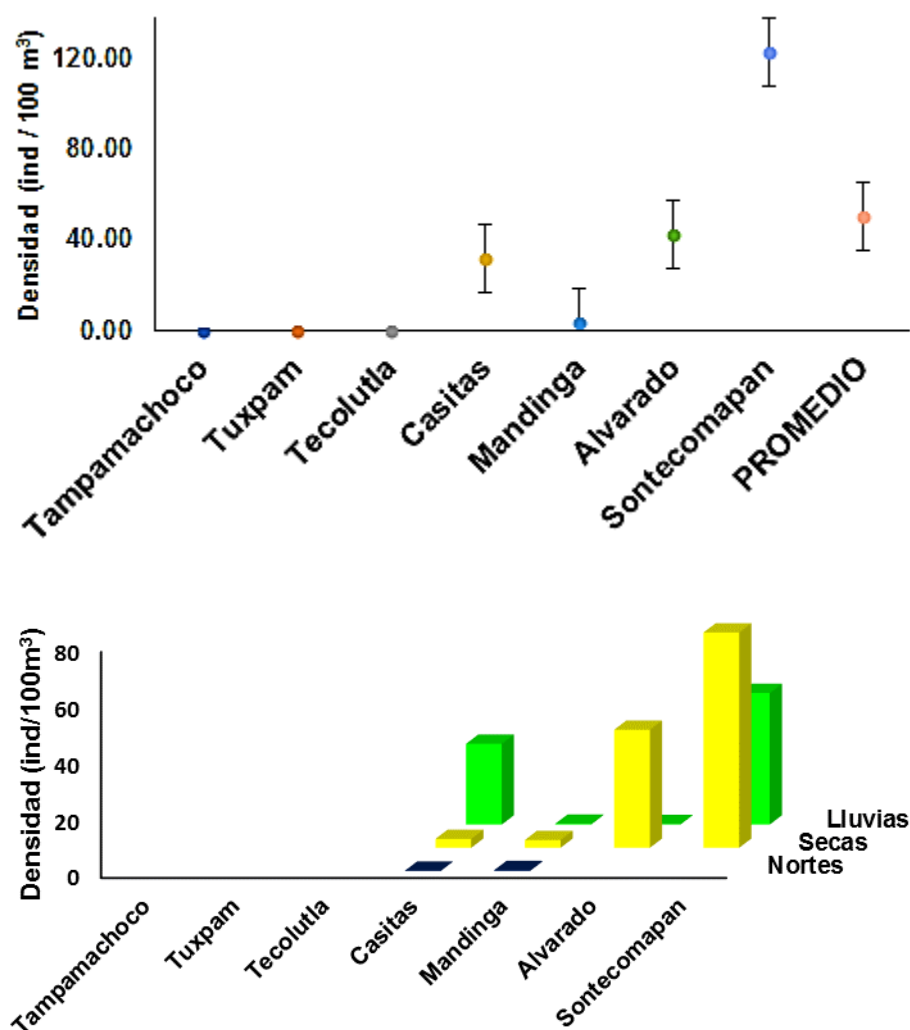 Densidad (ind / 100 m³)
120.00
80.00
40.00
0.00
Tampamachoco
Tuxpam
Tecolutla
Casitas
Mandinga
Alvarado
Sontecomapan
PROMEDIO
Densidad (ind/100m³)
80
60
40
20
0
Lluvias
Secas
Nortes
Tampamachoco
Tuxpam
Tecolutla
Casitas
Mandinga
Alvarado
Sontecomapan